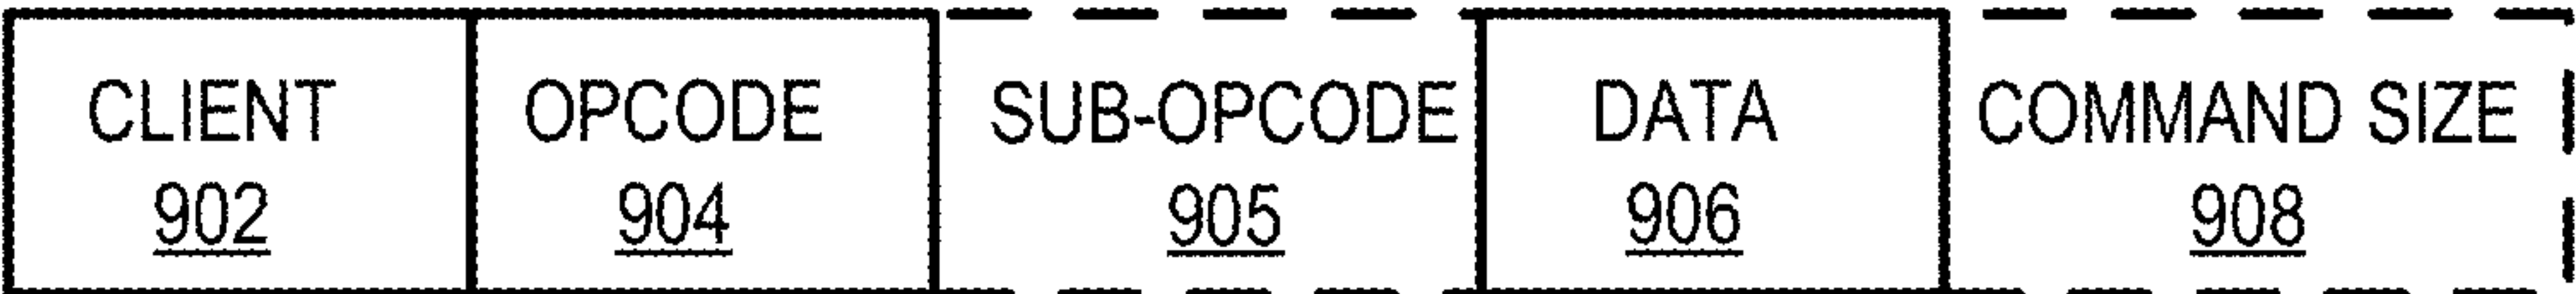 CLIENT OPCODE SUB-OPCODE DATA COMMAND SIZE
902 904 905 906 908